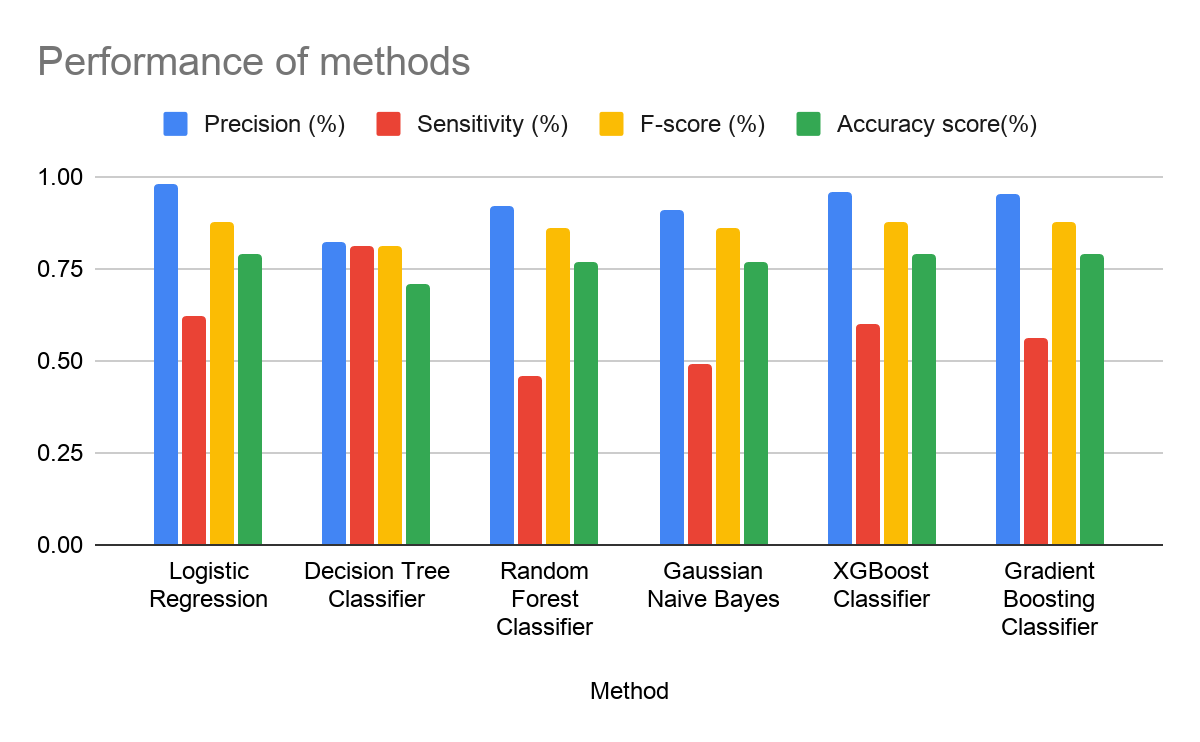 Performance of methods
Precision (%) Sensitivity (%) F-score (%) Accuracy score(%)
1.00
0.75
0.50
0.25
0.00
Logistic
Regression
Decision Tree
Classifier
Random
Forest
Classifier
Gaussian
Naive Bayes
XGBoost
Classifier
Gradient
Boosting
Classifier
Method